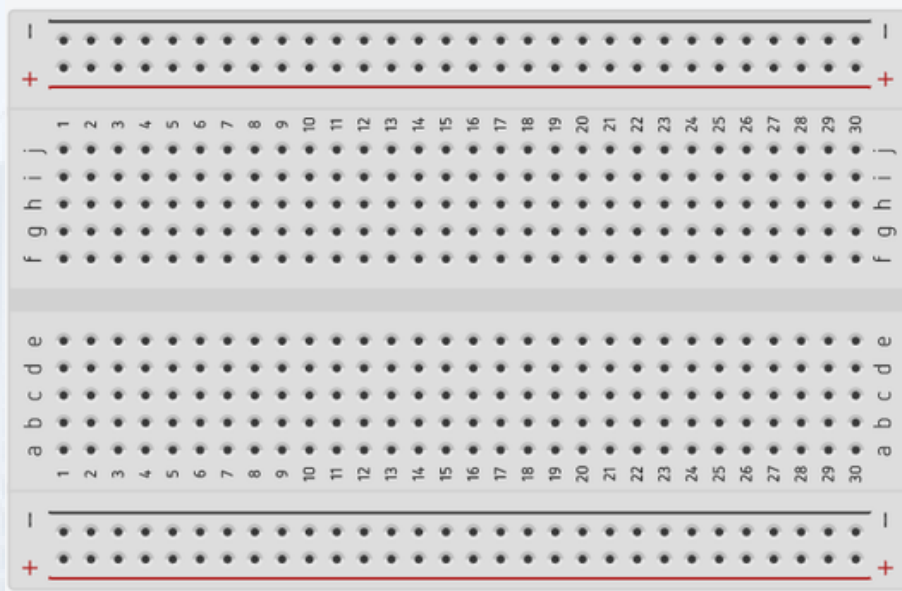 − −
+ +
1 2 3 4 5 6 7 8 9 10 11 12 13 14 15 16 17 18 19 20 21 22 23 24 25 26 27 28 29 30
j j
i i
h h
g g
f f
e e
d d
c c
b b
a a
1 2 3 4 5 6 7 8 9 10 11 12 13 14 15 16 17 18 19 20 21 22 23 24 25 26 27 28 29 30
− −
+ +